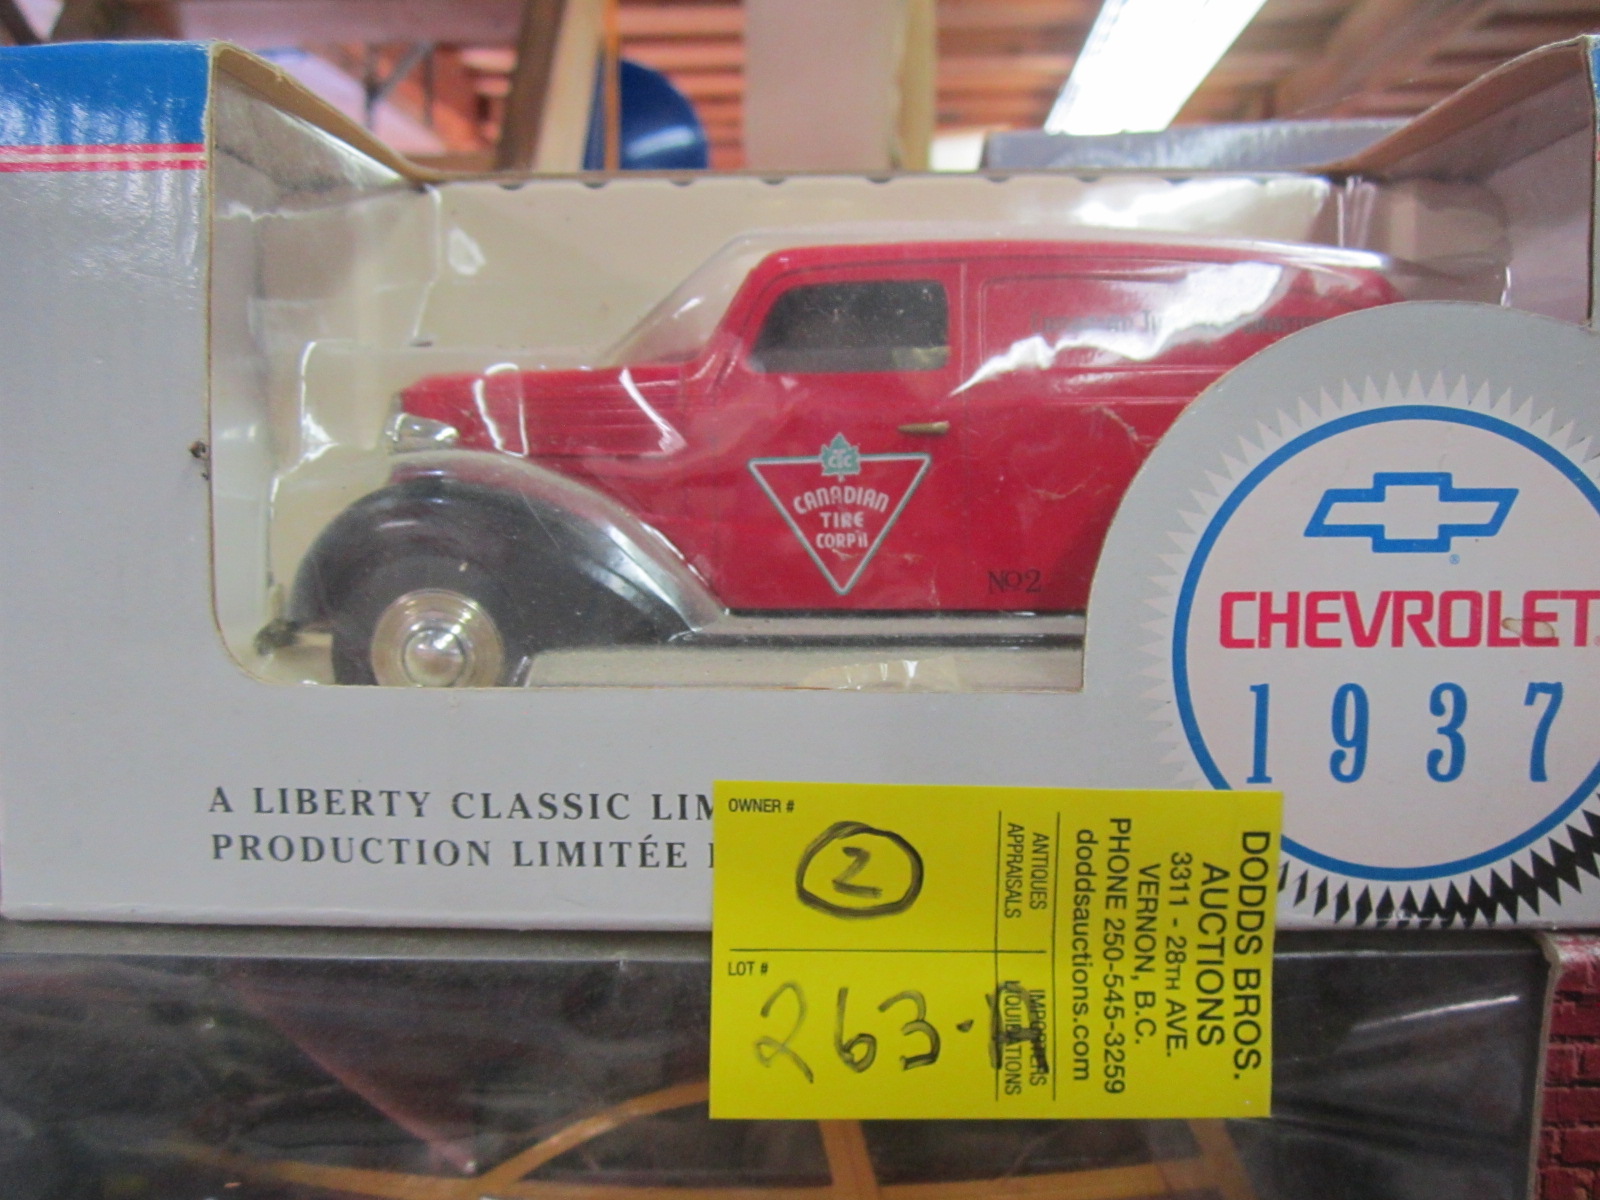 CTC
CANADIAN
TIRE
CORP'N
No2
CHEVROLET
1937
A LIBERTY CLASSIC LIM
PRODUCTION LIMITÉE
OWNER #
2
LOT #
263.
ANTIQUES
APPRAISALS
IMPORTERS
LIQUIDATIONS
DODDS BROS.
AUCTIONS
3311 - 28TH AVE.
VERNON, B.C.
PHONE 250-545-3259
doddsauctions.com